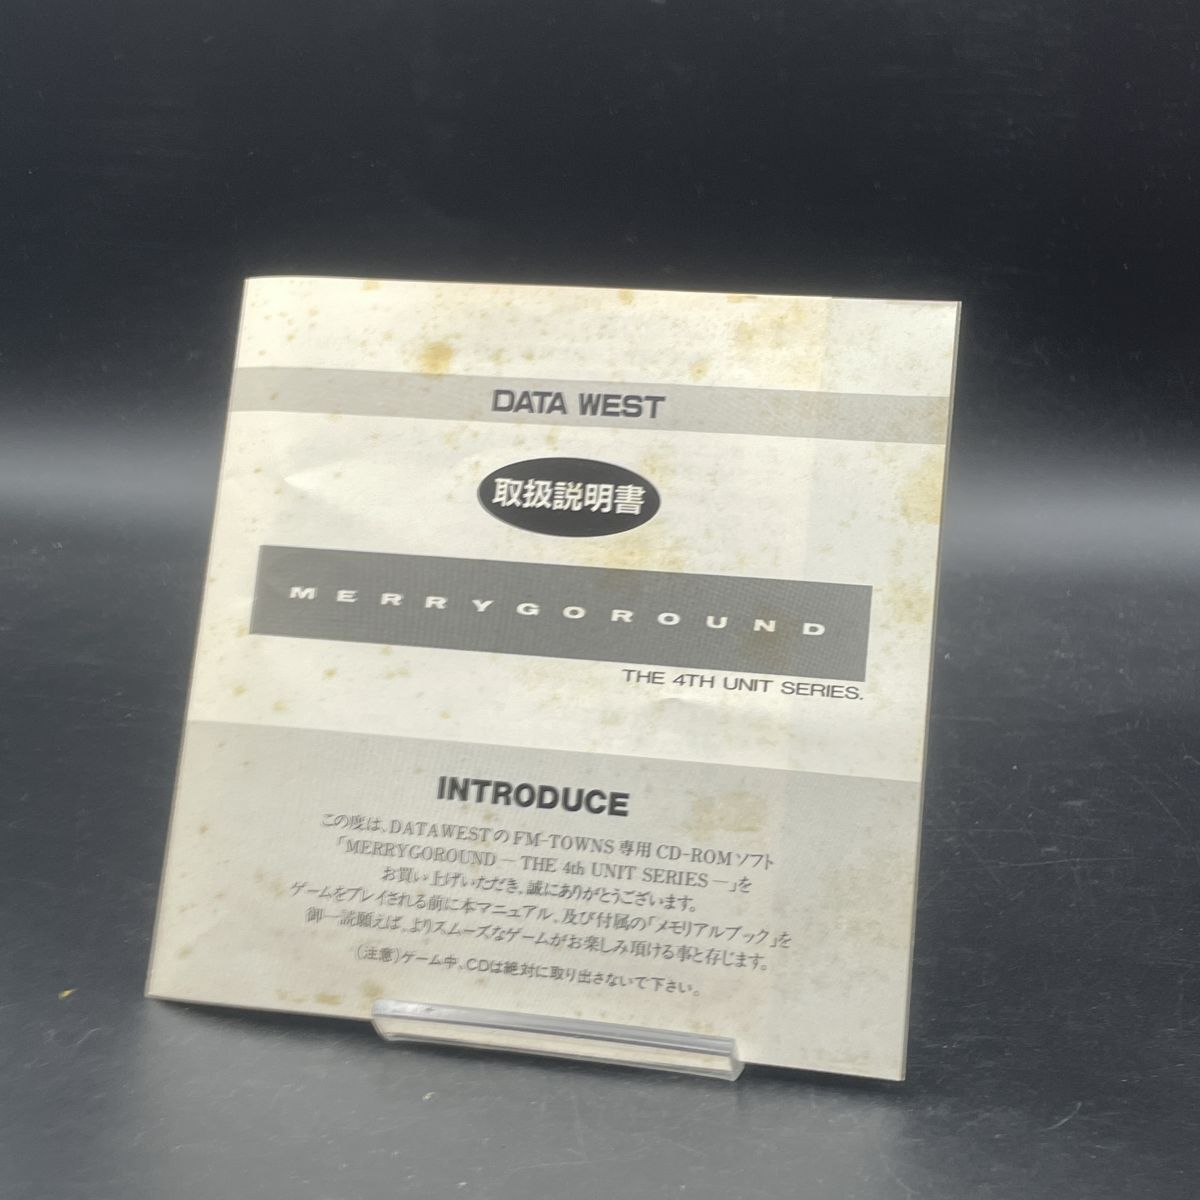 DATA WEST
取扱説明書
MERRYGOROUND
THE 4TH UNIT SERIES.
INTRODUCE
この度は、DATAWESTのFM-TOWNS専用CD-ROMソフト
「MERRYGOROUND－THE 4th UNIT SERIES－」を
お買い上げいただき、誠にありがとうございます。
ゲームをプレイされる前に本マニュアル、及び付属の「メモリアルブック」を
御一読願えば、よりスムーズなゲームがお楽しみ頂ける事と存じます。
(注意)ゲーム中、CDは絶対に取り出さないで下さい。